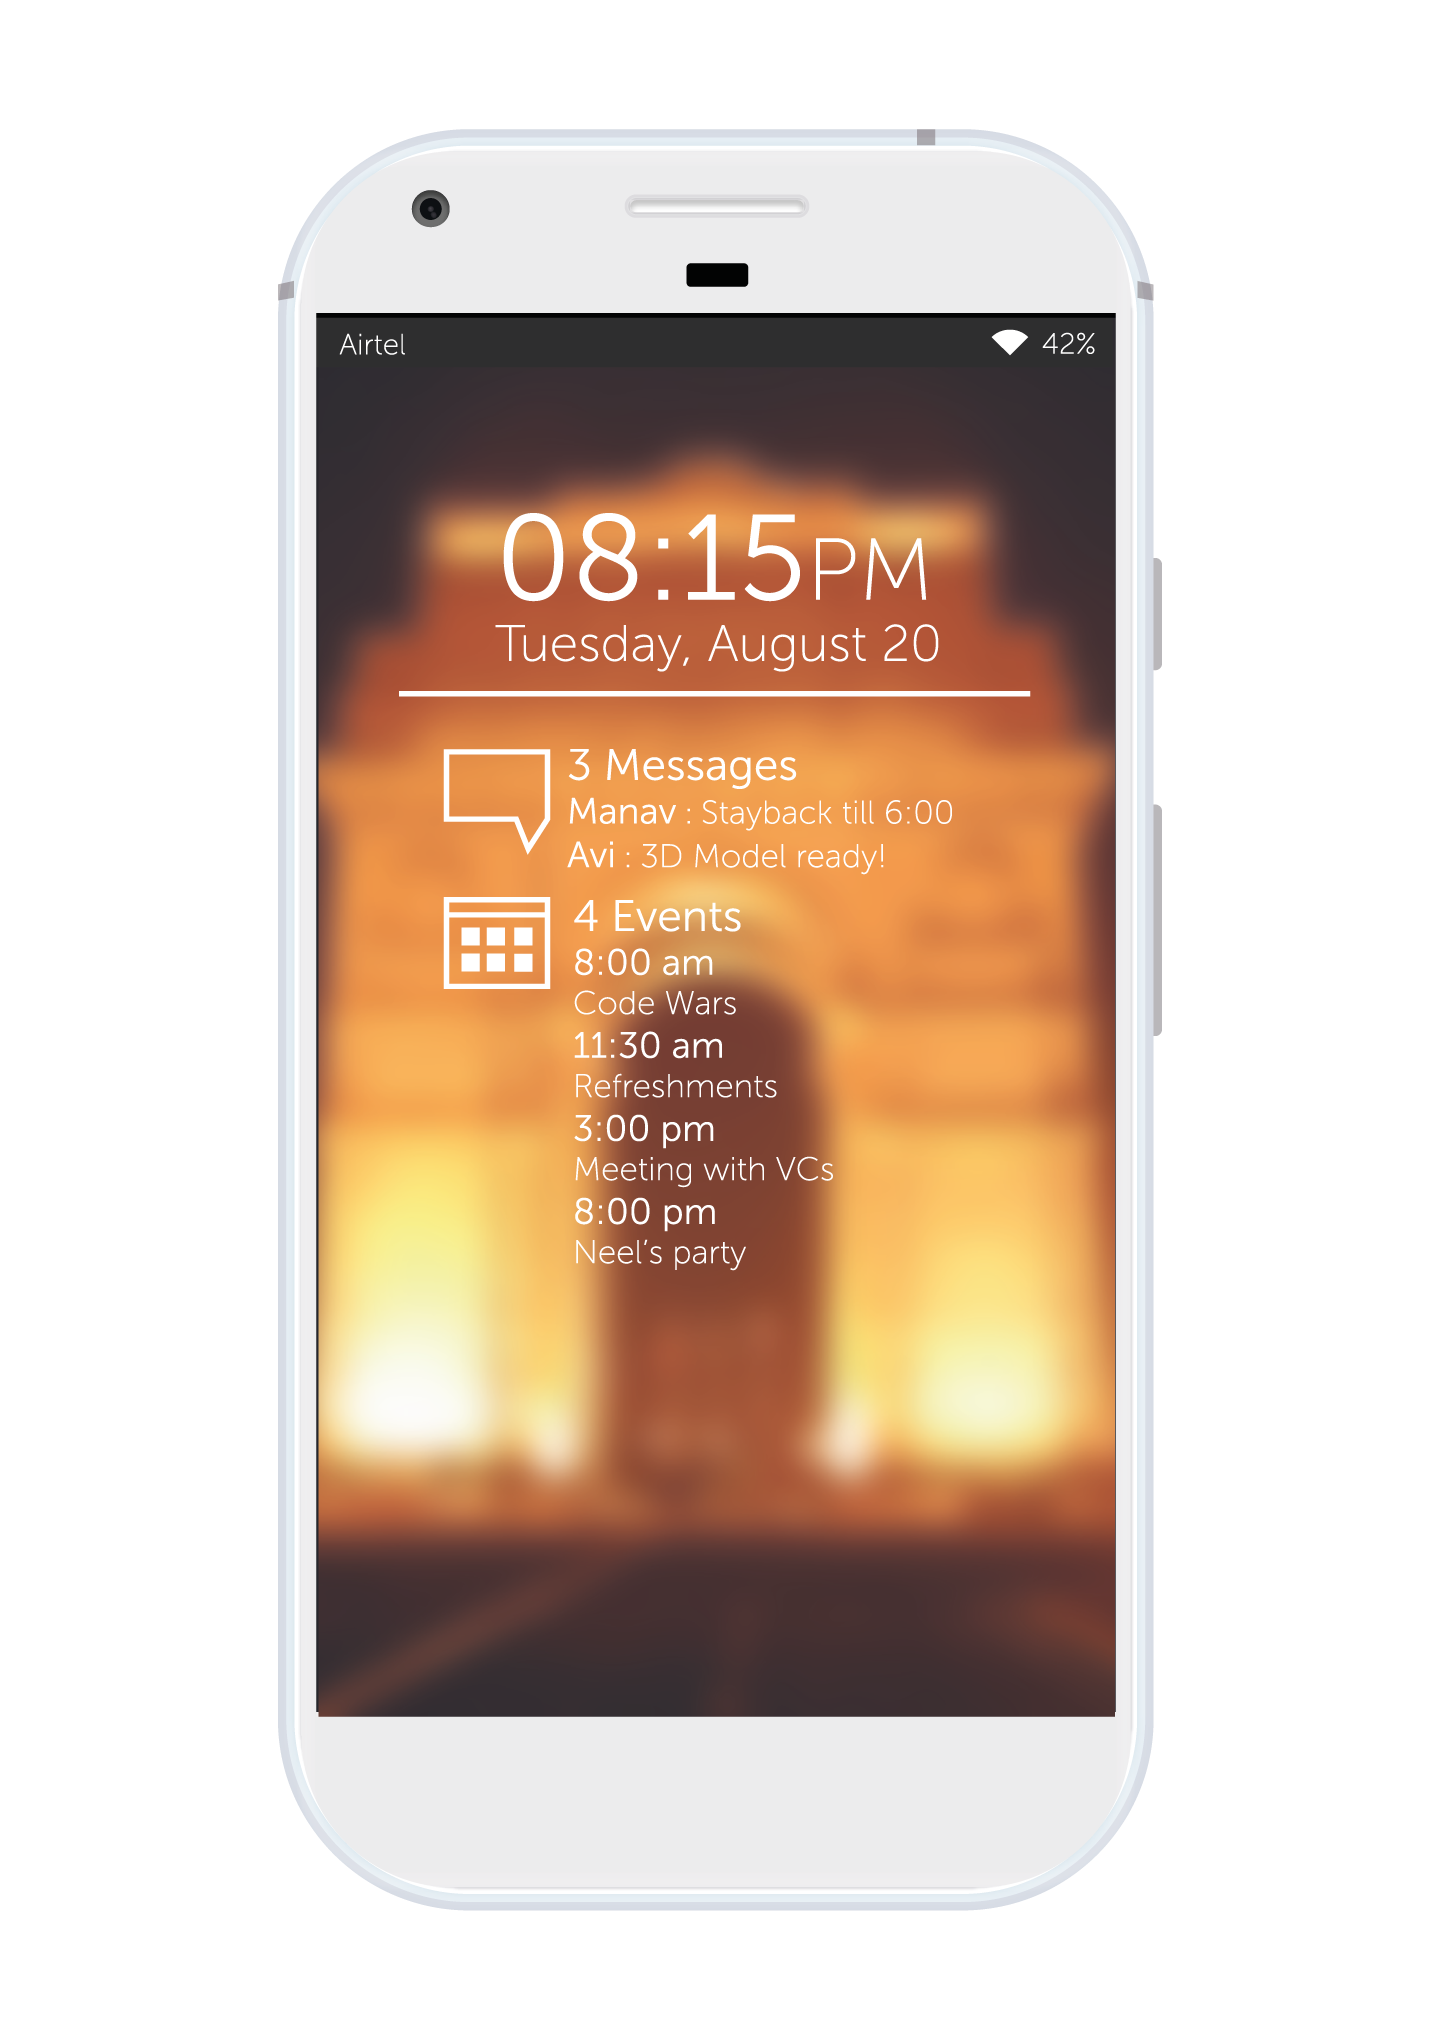 Airtel 42%
08:15PM
Tuesday, August 20
3 Messages
Manav : Stayback till 6:00
Avi : 3D Model ready!
4 Events
8:00 am
Code Wars
11:30 am
Refreshments
3:00 pm
Meeting with VCs
8:00 pm
Neel’s party